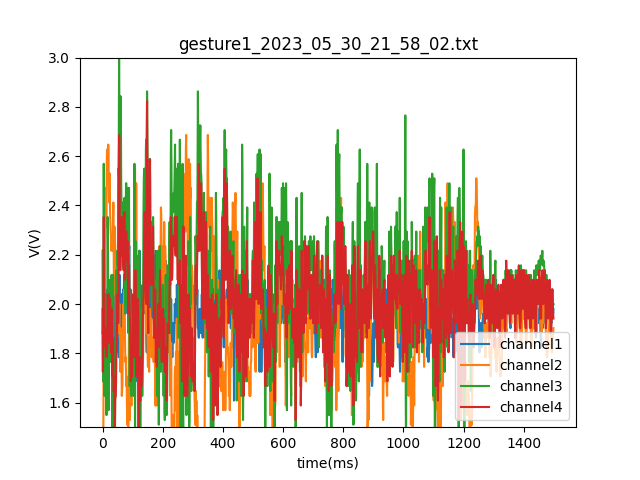 gesture1_2023_05_30_21_58_02.txt
3.0
2.8
2.6
2.4
2.2
2.0
1.8
1.6
V(V)
0 200 400 600 800 1000 1200 1400
time(ms)
channel1
channel2
channel3
channel4